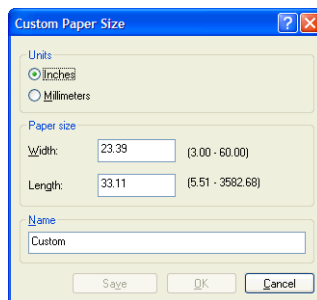 Custom Paper Size
Units
Inches
Millimeters
Paper size
Width: 23.39 (3.00 - 60.00)
Length: 33.11 (5.51 - 3582.68)
Name
Custom
Save OK Cancel